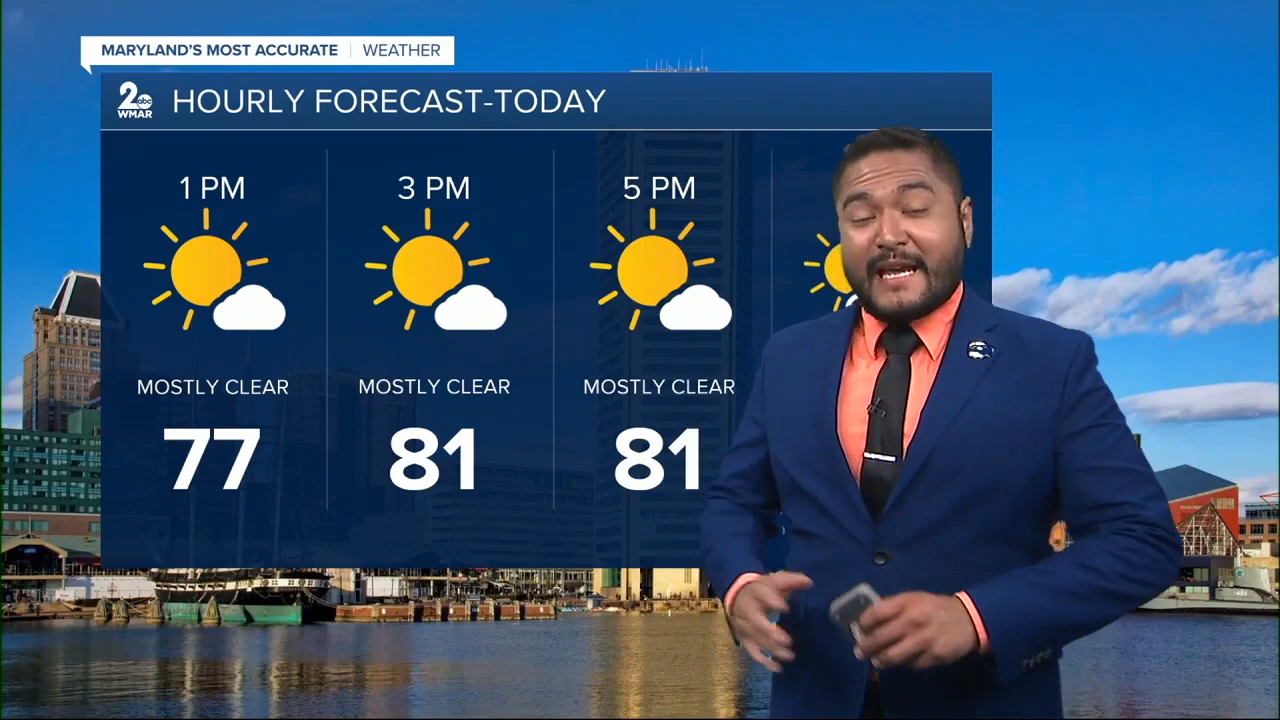 MARYLAND'S MOST ACCURATE | WEATHER
2 abc
WMAR
HOURLY FORECAST-TODAY
1 PM
3 PM
5 PM
MOSTLY CLEAR
MOSTLY CLEAR
MOSTLY CLEAR
77
81
81